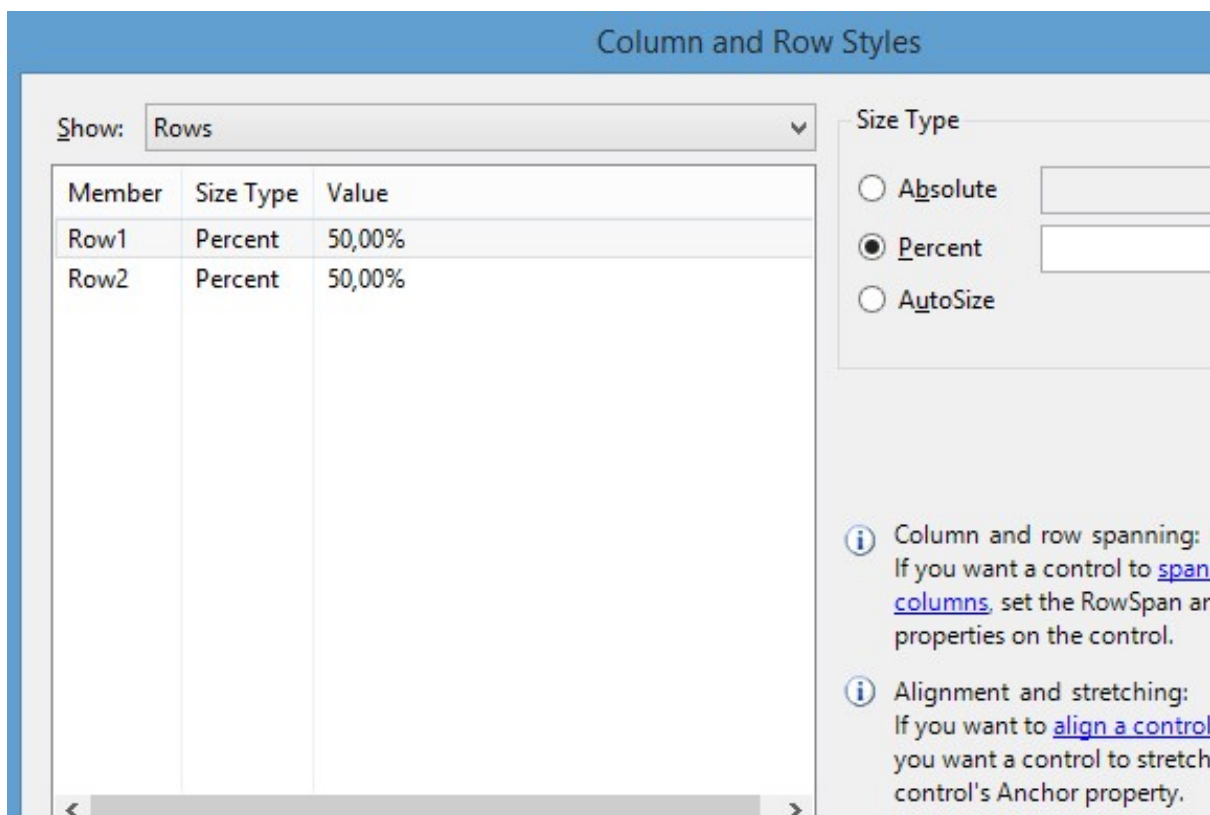 Column and Row Styles
Show: Rows
Member Size Type Value
Row1 Percent 50,00%
Row2 Percent 50,00%
Size Type
Absolute
Percent
AutoSize
Column and row spanning:
If you want a control to span
columns, set the RowSpan ar
properties on the control.
Alignment and stretching:
If you want to align a control
you want a control to stretch
control's Anchor property.